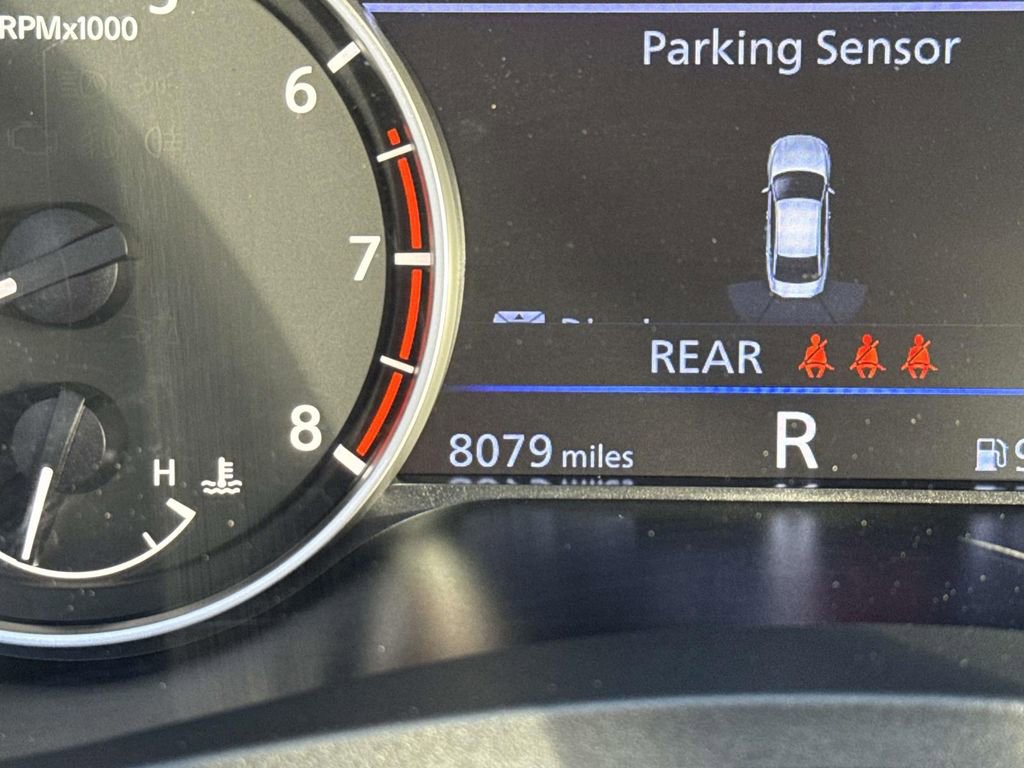 RPMx1000
6
7
8
H
Parking Sensor
REAR
8079 miles
R